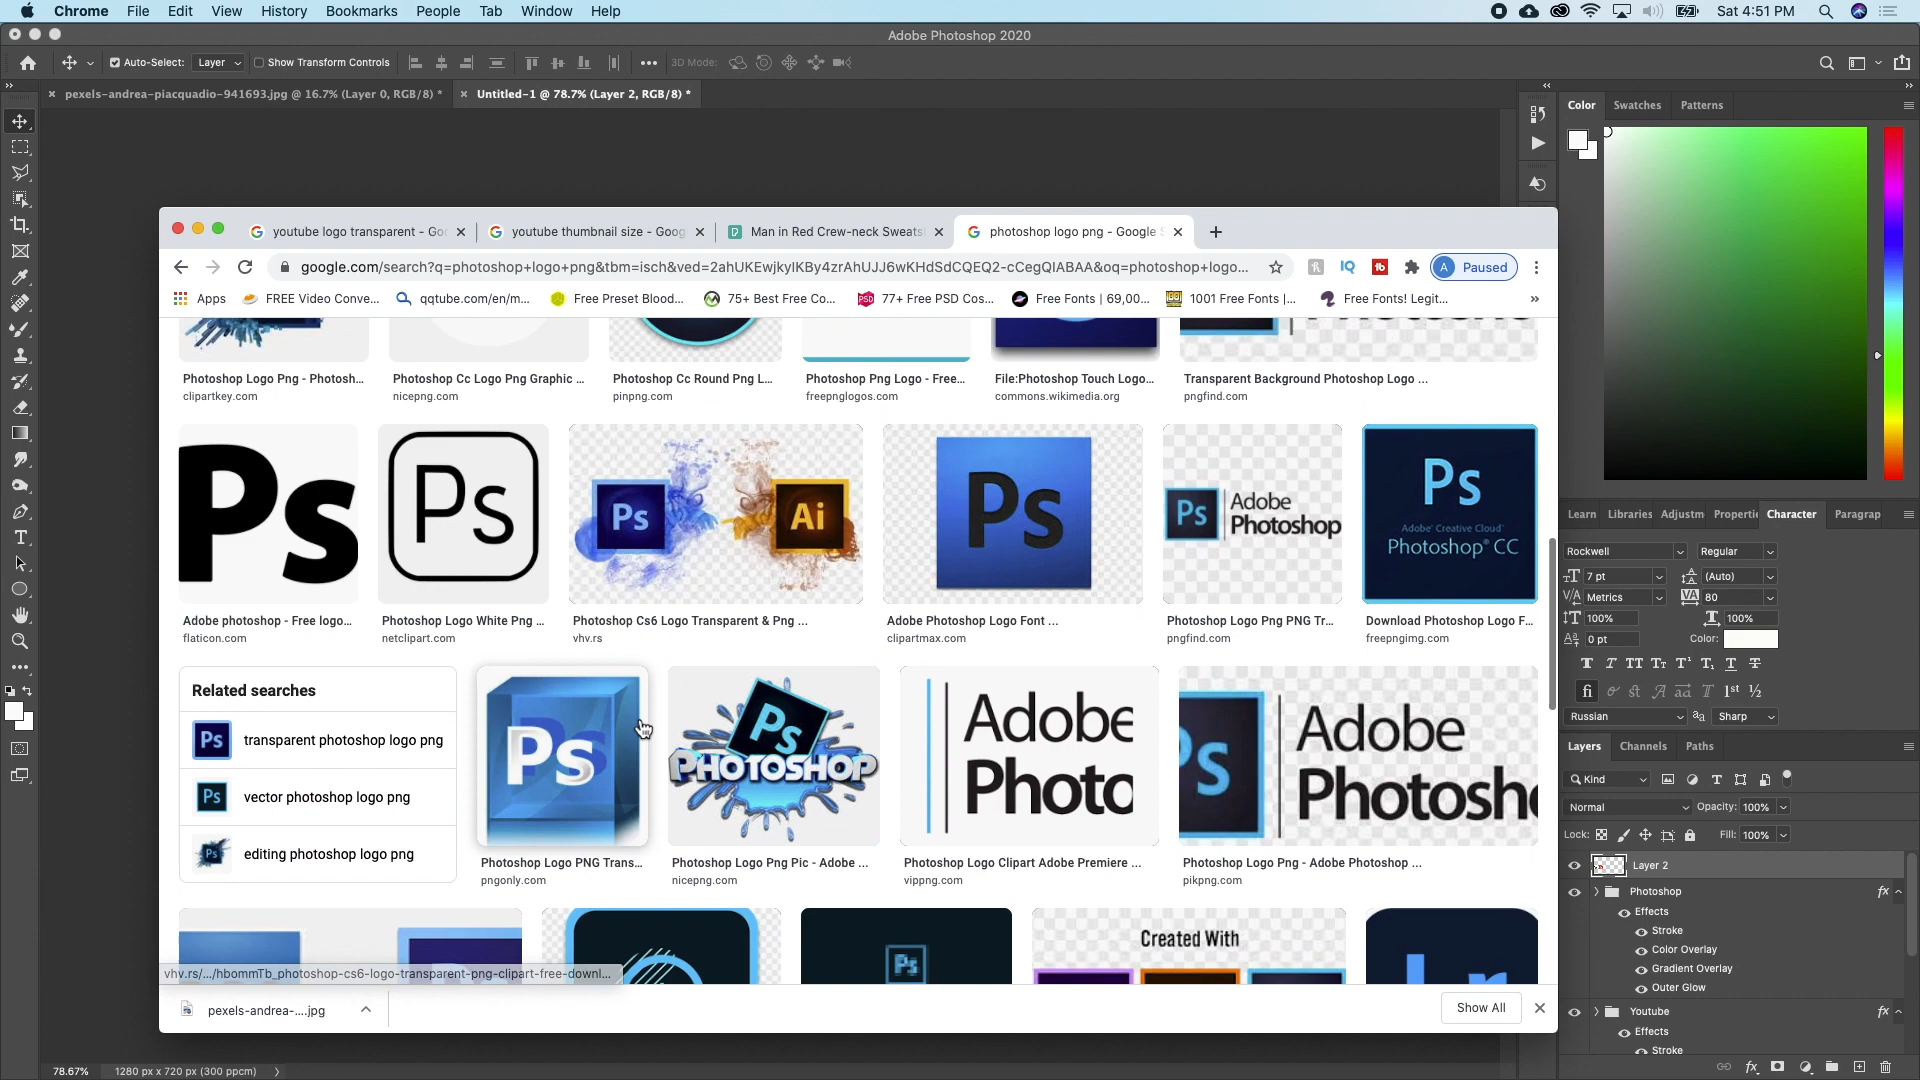 Chrome File Edit View History Bookmarks People Tab Window Help Sat 4:51 PM
Adobe Photoshop 2020
Auto-Select: Layer Show Transform Controls 3D Mode:
pexels-andrea-piacquadio-941693.jpg @ 16.7% (Layer 0, RGB/8) * Untitled-1 @ 78.7% (Layer 2, RGB/8) *
Color Swatches Patterns
youtube logo transparent - Goo youtube thumbnail size - Goog Man in Red Crew-neck Sweatsh photoshop logo png - Google S
google.com/search?q=photoshop+logo+png&tbm=isch&ved=2ahUKEwjkylKBy4zrAhUJJ6wKHdSdCQEQ2-cCegQIABAA&oq=photoshop+logo... IQ A Paused
Apps FREE Video Conve... qqtube.com/en/m... Free Preset Blood... 75+ Best Free Co... 77+ Free PSD Cos... Free Fonts | 69,00... 1001 Free Fonts |... Free Fonts! Legit...
Photoshop Logo Png - Photosh... Photoshop Cc Logo Png Graphic ... Photoshop Cc Round Png L... Photoshop Png Logo - Free... File:Photoshop Touch Logo... Transparent Background Photoshop Logo ...
clipartkey.com nicepng.com pinpng.com freepnglogos.com commons.wikimedia.org pngfind.com
Ps Ps Ps Ai Ps Ps Adobe Photoshop Ps Adobe Creative Cloud Photoshop CC
Adobe photoshop - Free logo... Photoshop Logo White Png ... Photoshop Cs6 Logo Transparent & Png ... Adobe Photoshop Logo Font ... Photoshop Logo Png PNG Tr... Download Photoshop Logo F...
flaticon.com netclipart.com vhv.rs clipartmax.com pngfind.com freepngimg.com
Related searches
Ps transparent photoshop logo png
Ps vector photoshop logo png
Ps editing photoshop logo png
Ps Ps PHOTOSHOP Adobe Photo Ps Adobe Photosho
Photoshop Logo PNG Trans... Photoshop Logo Png Pic - Adobe ... Photoshop Logo Clipart Adobe Premiere ... Photoshop Logo Png - Adobe Photoshop ...
pngonly.com nicepng.com vippng.com pikpng.com
Ps Created With Lr
vhv.rs/.../hbommTb_photoshop-cs6-logo-transparent-png-clipart-free-downl...
pexels-andrea-....jpg Show All
78.67% 1280 px x 720 px (300 ppcm)
Learn Libraries Adjustm Propertie Character Paragrap
Rockwell Regular
7 pt (Auto)
Metrics 80
100% 100%
0 pt Color:
Russian Sharp
Layers Channels Paths
Kind
Normal Opacity: 100%
Lock: Fill: 100%
Layer 2
Photoshop fx
Effects
Stroke
Color Overlay
Gradient Overlay
Outer Glow
Youtube fx
Effects
Stroke